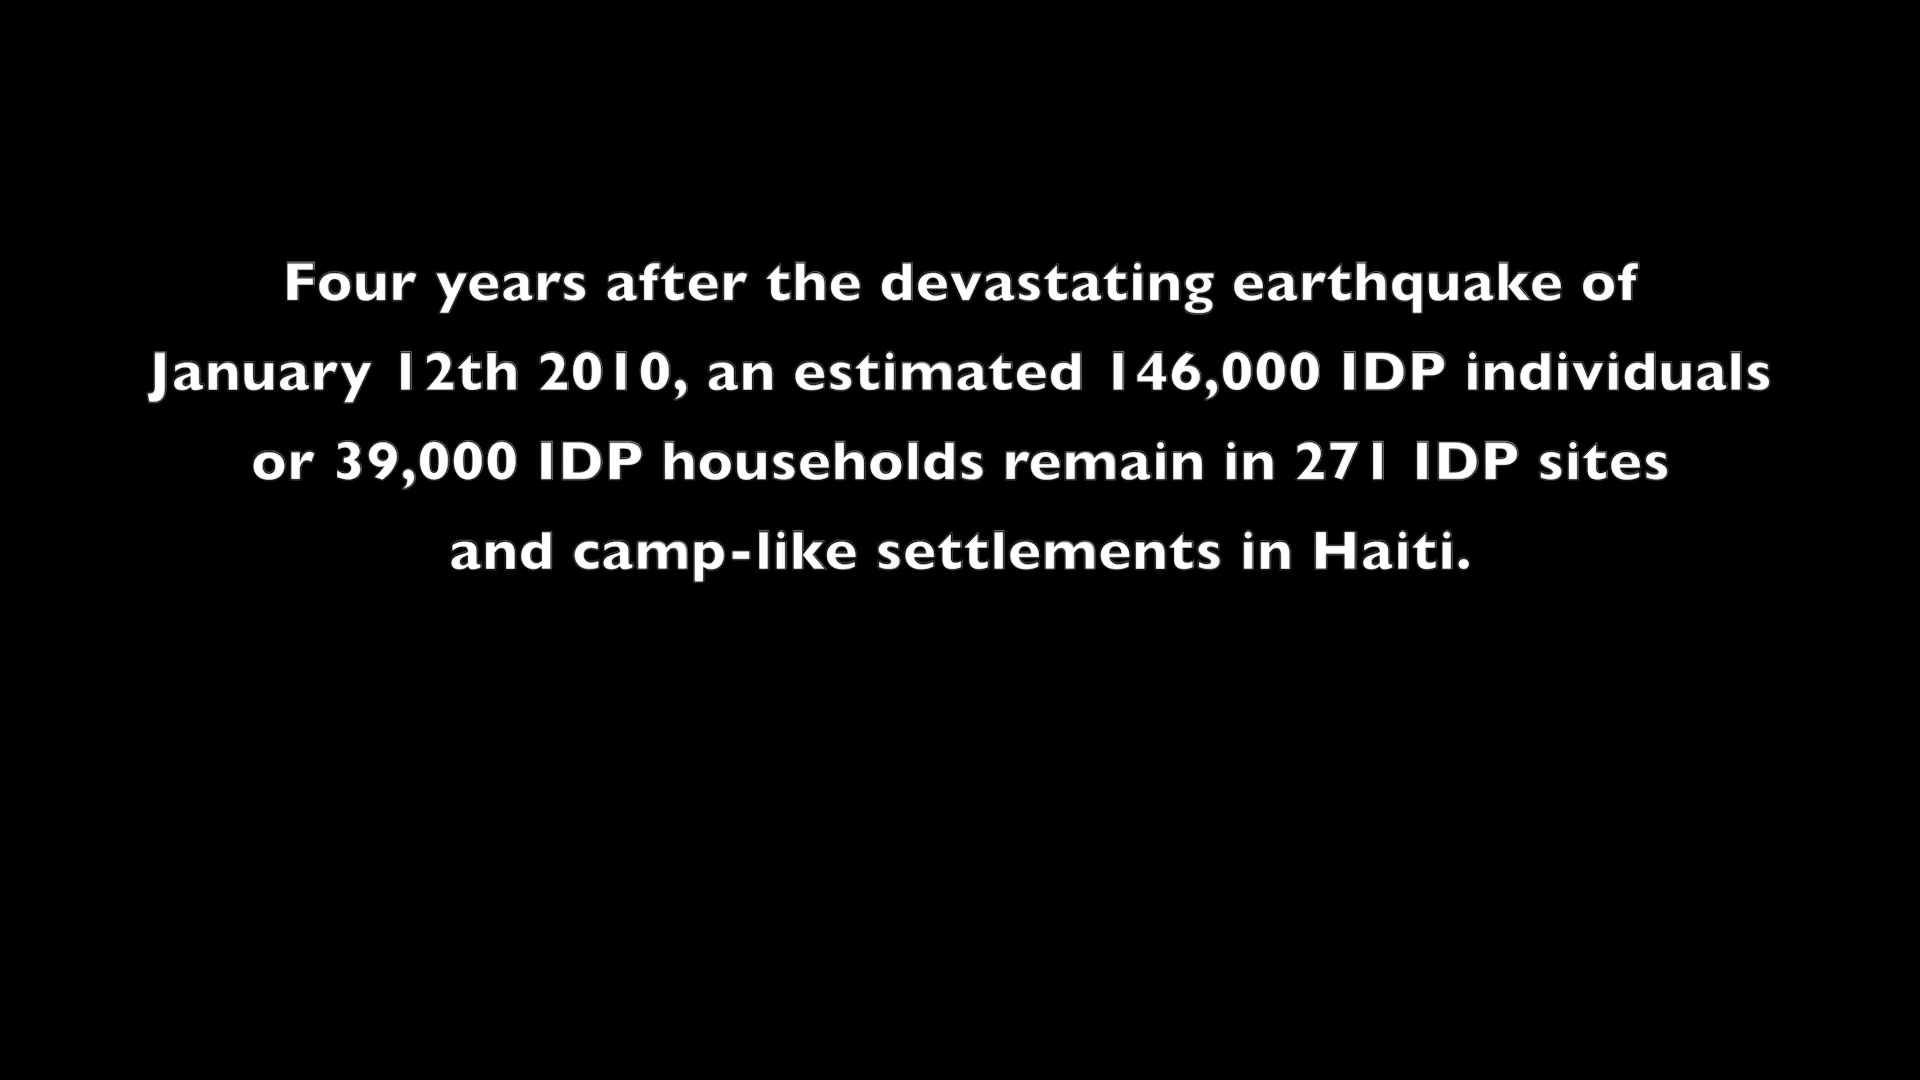 Four years after the devastating earthquake of
January 12th 2010, an estimated 146,000 IDP individuals
or 39,000 IDP households remain in 271 IDP sites
and camp-like settlements in Haiti.